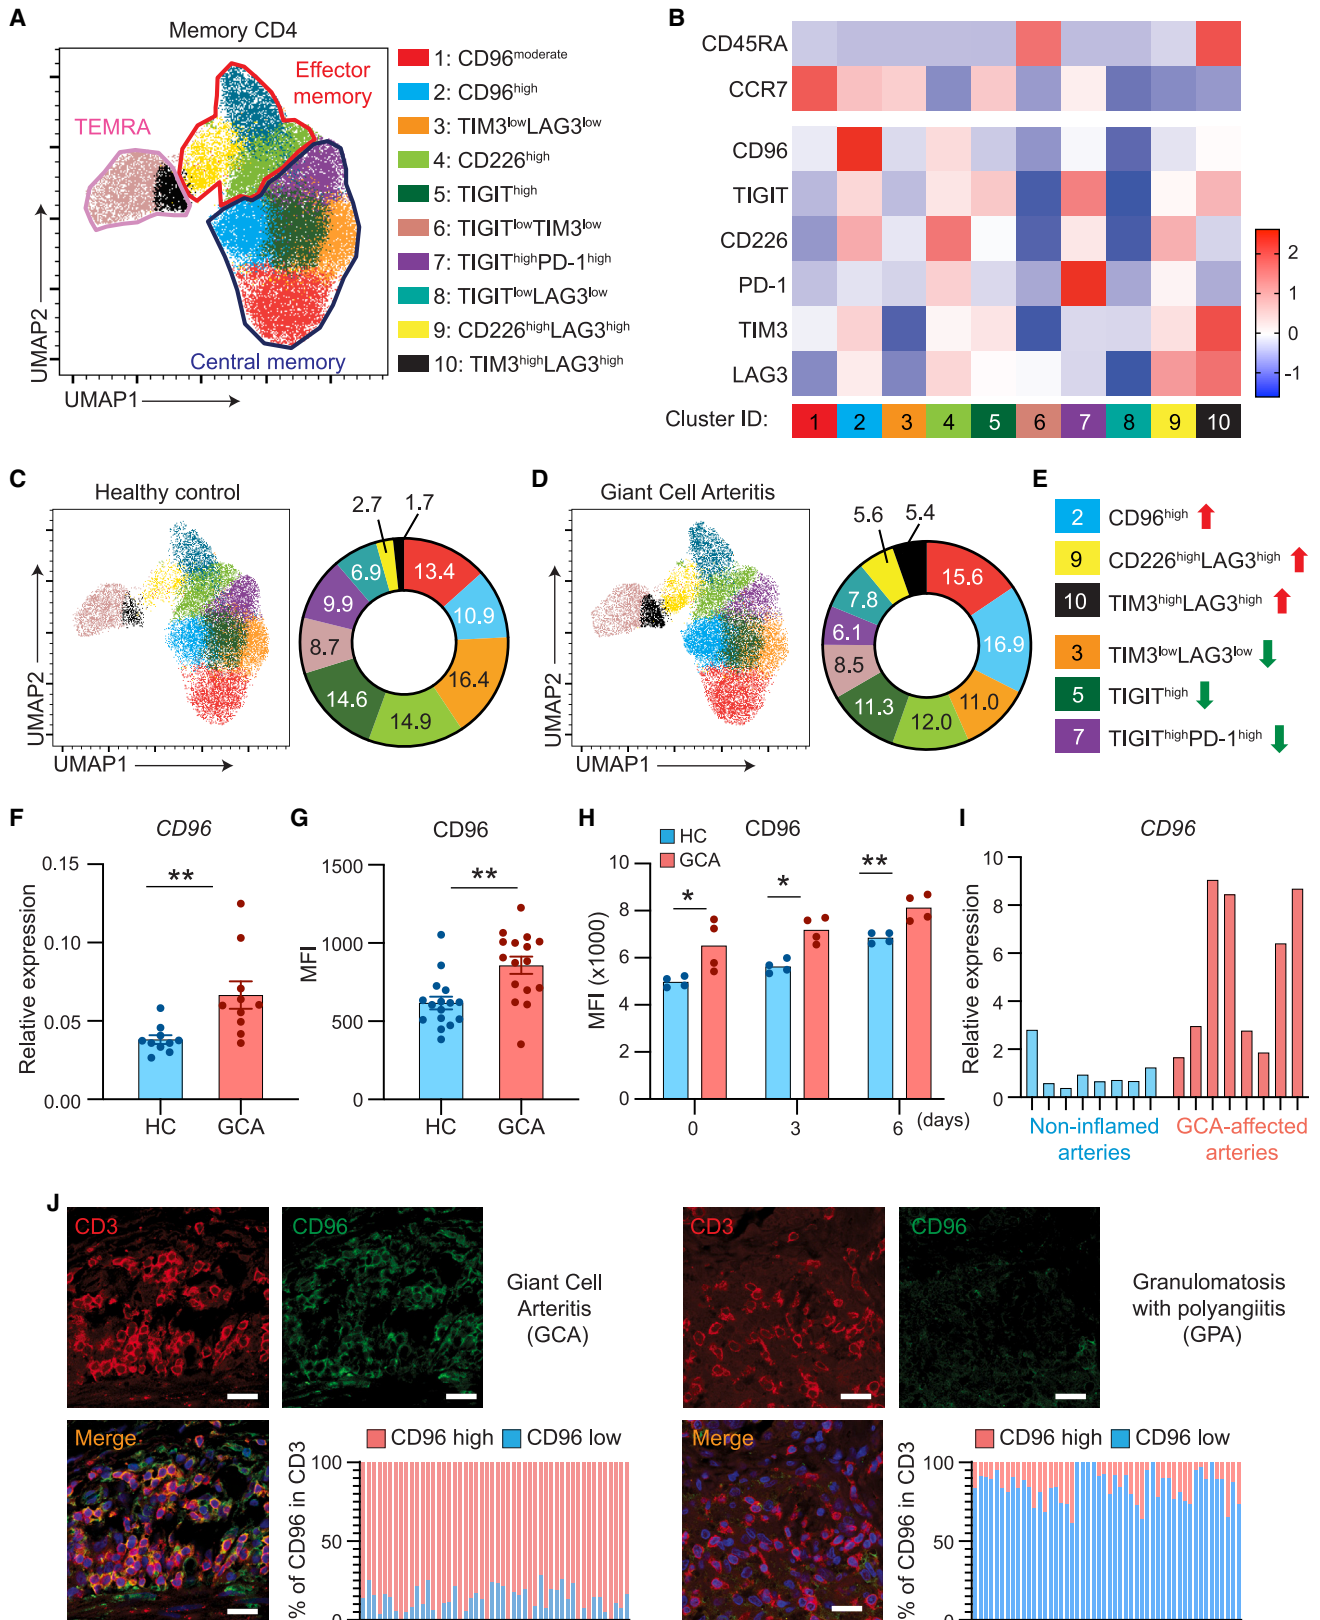 A
Memory CD4
Effector
memory
TEMRA
Central memory
UMAP2
UMAP1
1: CD96moderate
2: CD96high
3: TIM3lowLAG3low
4: CD226high
5: TIGIThigh
6: TIGITlowTIM3low
7: TIGIThighPD-1high
8: TIGITlowLAG3low
9: CD226highLAG3high
10: TIM3highLAG3high
B
CD45RA
CCR7
CD96
TIGIT
CD226
PD-1
TIM3
LAG3
Cluster ID: 1 2 3 4 5 6 7 8 9 10
2
1
0
-1
C
Healthy control
UMAP2
UMAP1
2.7 1.7
13.4
10.9
16.4
14.9
14.6
8.7
9.9
6.9
D
Giant Cell Arteritis
UMAP2
UMAP1
5.6 5.4
15.6
16.9
11.0
12.0
11.3
8.5
6.1
7.8
E
2 CD96high
9 CD226highLAG3high
10 TIM3highLAG3high
3 TIM3lowLAG3low
5 TIGIThigh
7 TIGIThighPD-1high
F
CD96
Relative expression
0.15
0.10
0.05
0.00
**
HC GCA
G
CD96
MFI
1500
1000
500
0
**
HC GCA
H
CD96
HC
GCA
MFI (x1000)
10
8
6
4
2
0
* * **
0 3 6 (days)
I
CD96
Relative expression
10
8
6
4
2
0
Non-inflamed
arteries
GCA-affected
arteries
J
CD3
CD96
Giant Cell
Arteritis
(GCA)
Merge
CD96 high CD96 low
% of CD96 in CD3
100
50
0
CD3
CD96
Granulomatosis
with polyangiitis
(GPA)
Merge
CD96 high CD96 low
% of CD96 in CD3
100
50
0